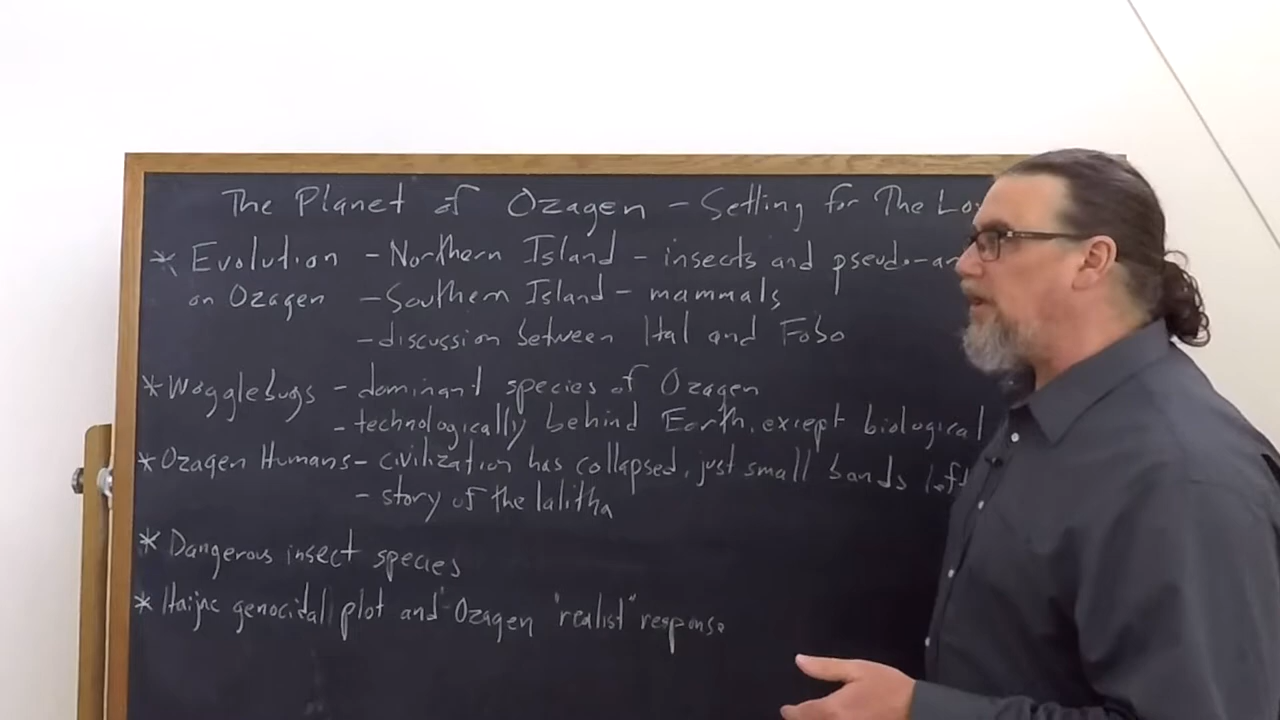 The Planet of Ozagen - Setting for The Lo
* Evolution - Northern Island - insects and pseudo-a
on Ozagen - Southern Island - mammals
- discussion between Hal and Fobo
* Wogglebugs - dominant species of Ozagen
- technologically behind Earth, except biological
* Ozagen Humans - civilization has collapsed, just small bands left
- story of the lalitha
* Dangerous insect species
* Haijac genocidal plot and Ozagen "realist" response